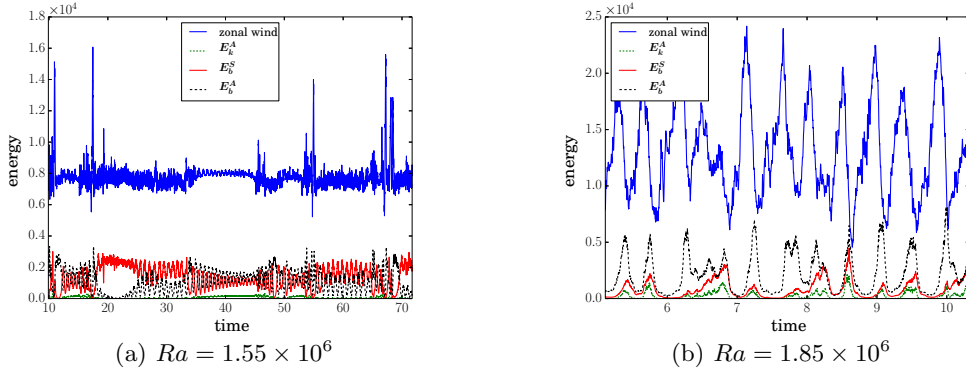 ×10⁴
1.8
1.6
1.4
1.2
1.0
0.8
0.6
0.4
0.2
0.0
energy
10 20 30 40 50 60 70
time
zonal wind
E_k^A
E_b^S
E_b^A
(a) Ra = 1.55 × 10⁶
×10⁴
2.5
2.0
1.5
1.0
0.5
0.0
energy
6 7 8 9 10
time
zonal wind
E_k^A
E_b^S
E_b^A
(b) Ra = 1.85 × 10⁶